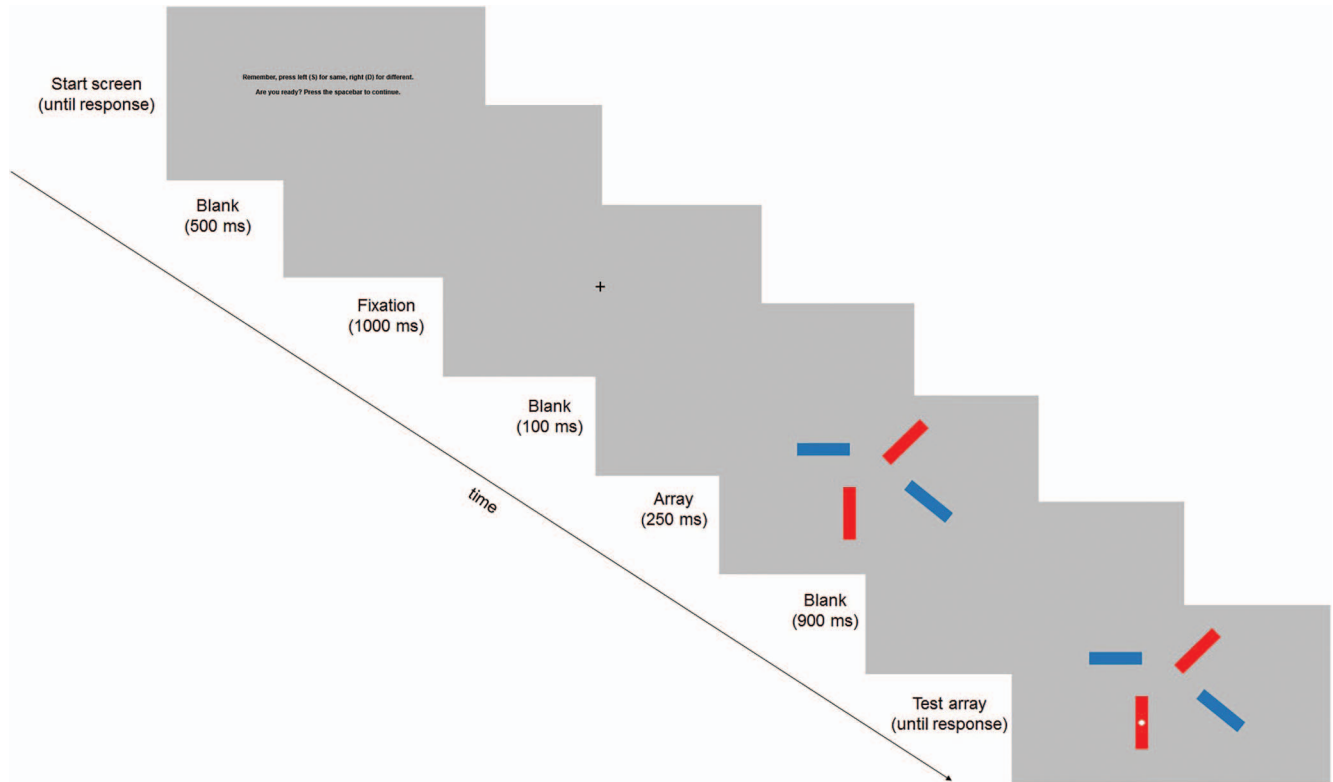 Remember, press left (S) for same, right (D) for different.
Are you ready? Press the spacebar to continue.
Start screen
(until response)
Blank
(500 ms)
Fixation
(1000 ms)
Blank
(100 ms)
time
Array
(250 ms)
Blank
(900 ms)
Test array
(until response)